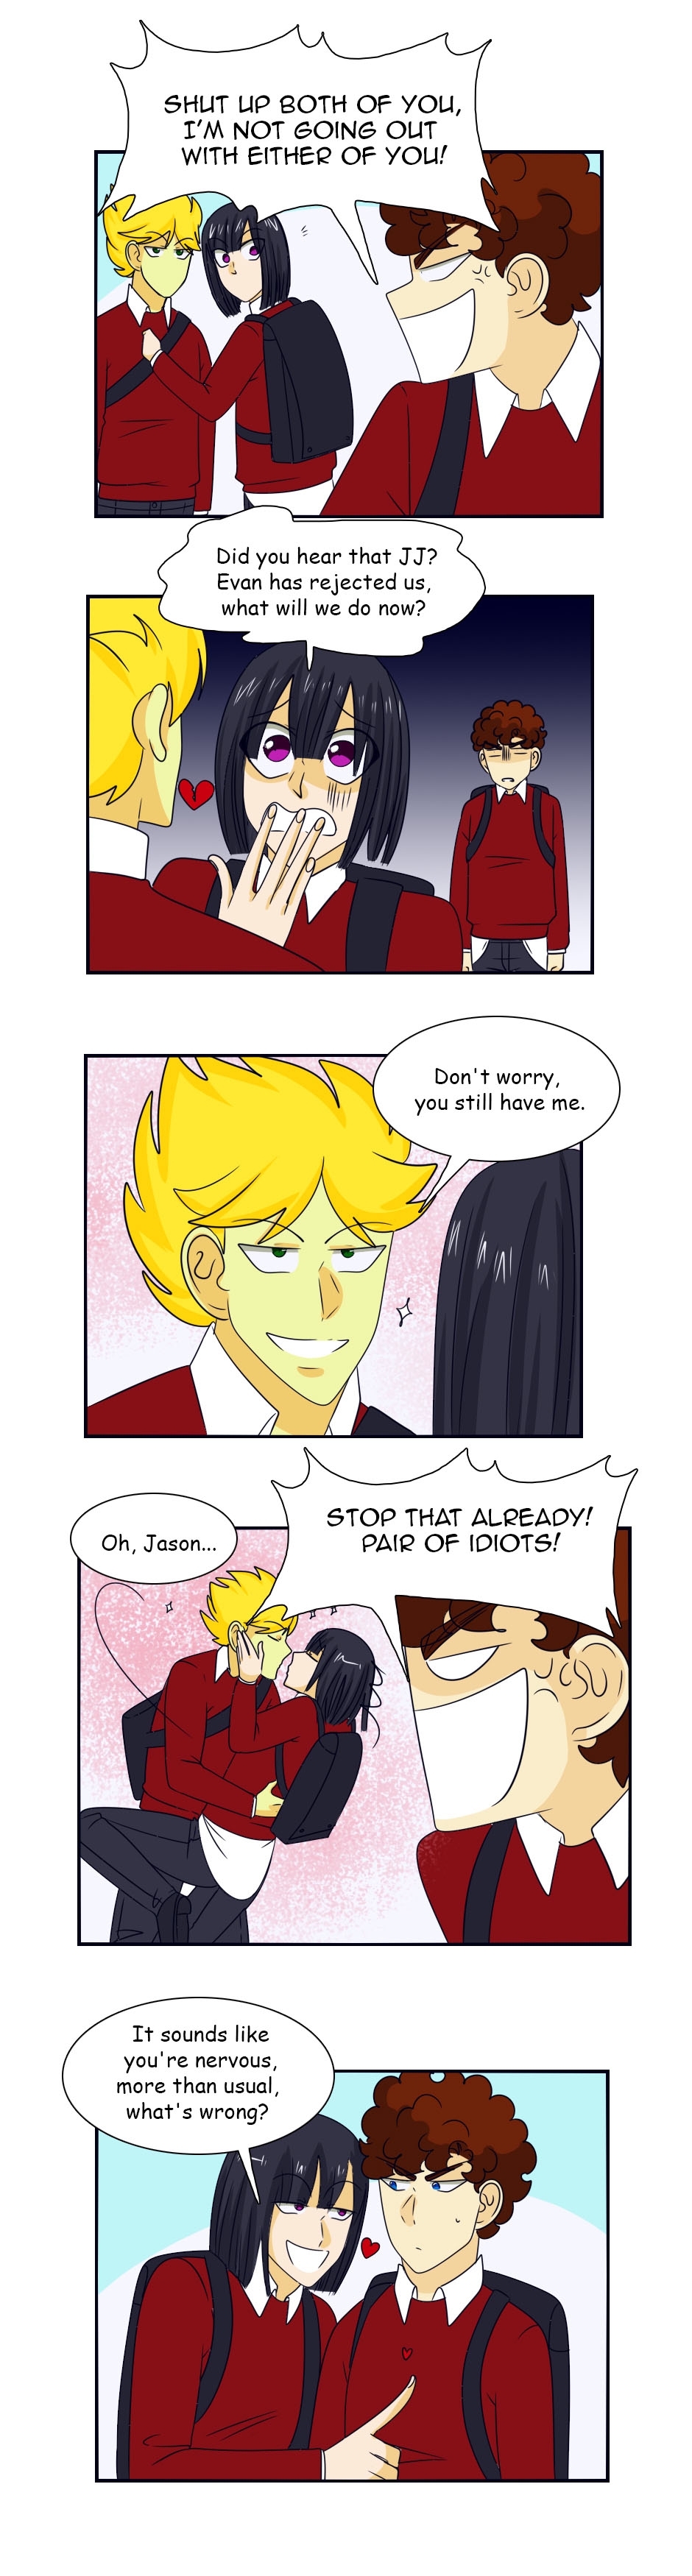 SHUT UP BOTH OF YOU,
I'M NOT GOING OUT
WITH EITHER OF YOU!
Did you hear that JJ?
Evan has rejected us,
what will we do now?
Don't worry,
you still have me.
Oh, Jason...
STOP THAT ALREADY!
PAIR OF IDIOTS!
It sounds like
you're nervous,
more than usual,
what's wrong?